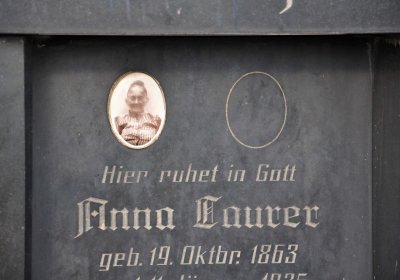 Hier ruhet in Gott
Anna Laurer
geb. 19. Oktbr. 1863